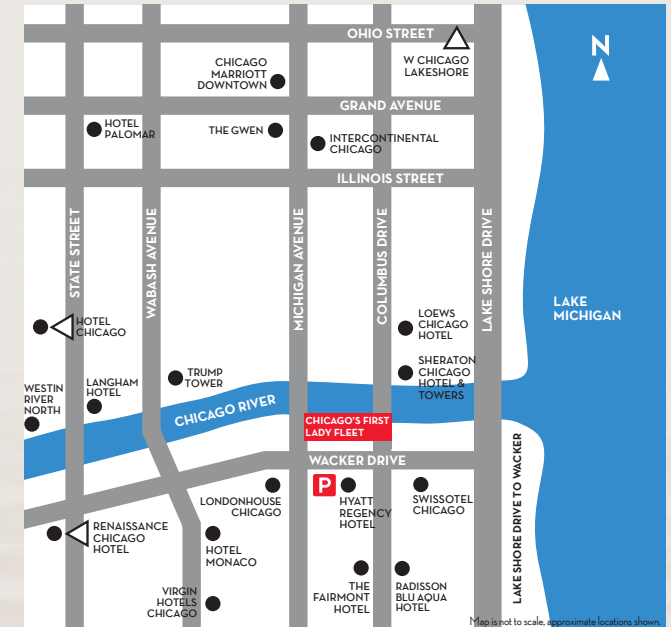 OHIO STREET
W CHICAGO
LAKESHORE
N
CHICAGO
MARRIOTT
DOWNTOWN
GRAND AVENUE
HOTEL
PALOMAR
THE GWEN
INTERCONTINENTAL
CHICAGO
ILLINOIS STREET
STATE STREET
WABASH AVENUE
MICHIGAN AVENUE
COLUMBUS DRIVE
LAKE SHORE DRIVE
LAKE
MICHIGAN
HOTEL
CHICAGO
LOEWS
CHICAGO
HOTEL
SHERATON
CHICAGO
HOTEL &
TOWERS
TRUMP
TOWER
WESTIN
RIVER
NORTH
LANGHAM
HOTEL
CHICAGO RIVER
CHICAGO'S FIRST
LADY FLEET
WACKER DRIVE
LAKE SHORE DRIVE TO WACKER
P
LONDONHOUSE
CHICAGO
HYATT
REGENCY
HOTEL
SWISSOTEL
CHICAGO
RENAISSANCE
CHICAGO
HOTEL
HOTEL
MONACO
VIRGIN
HOTELS
CHICAGO
THE
FAIRMONT
HOTEL
RADISSON
BLU AQUA
HOTEL
Map is not to scale, approximate locations shown.